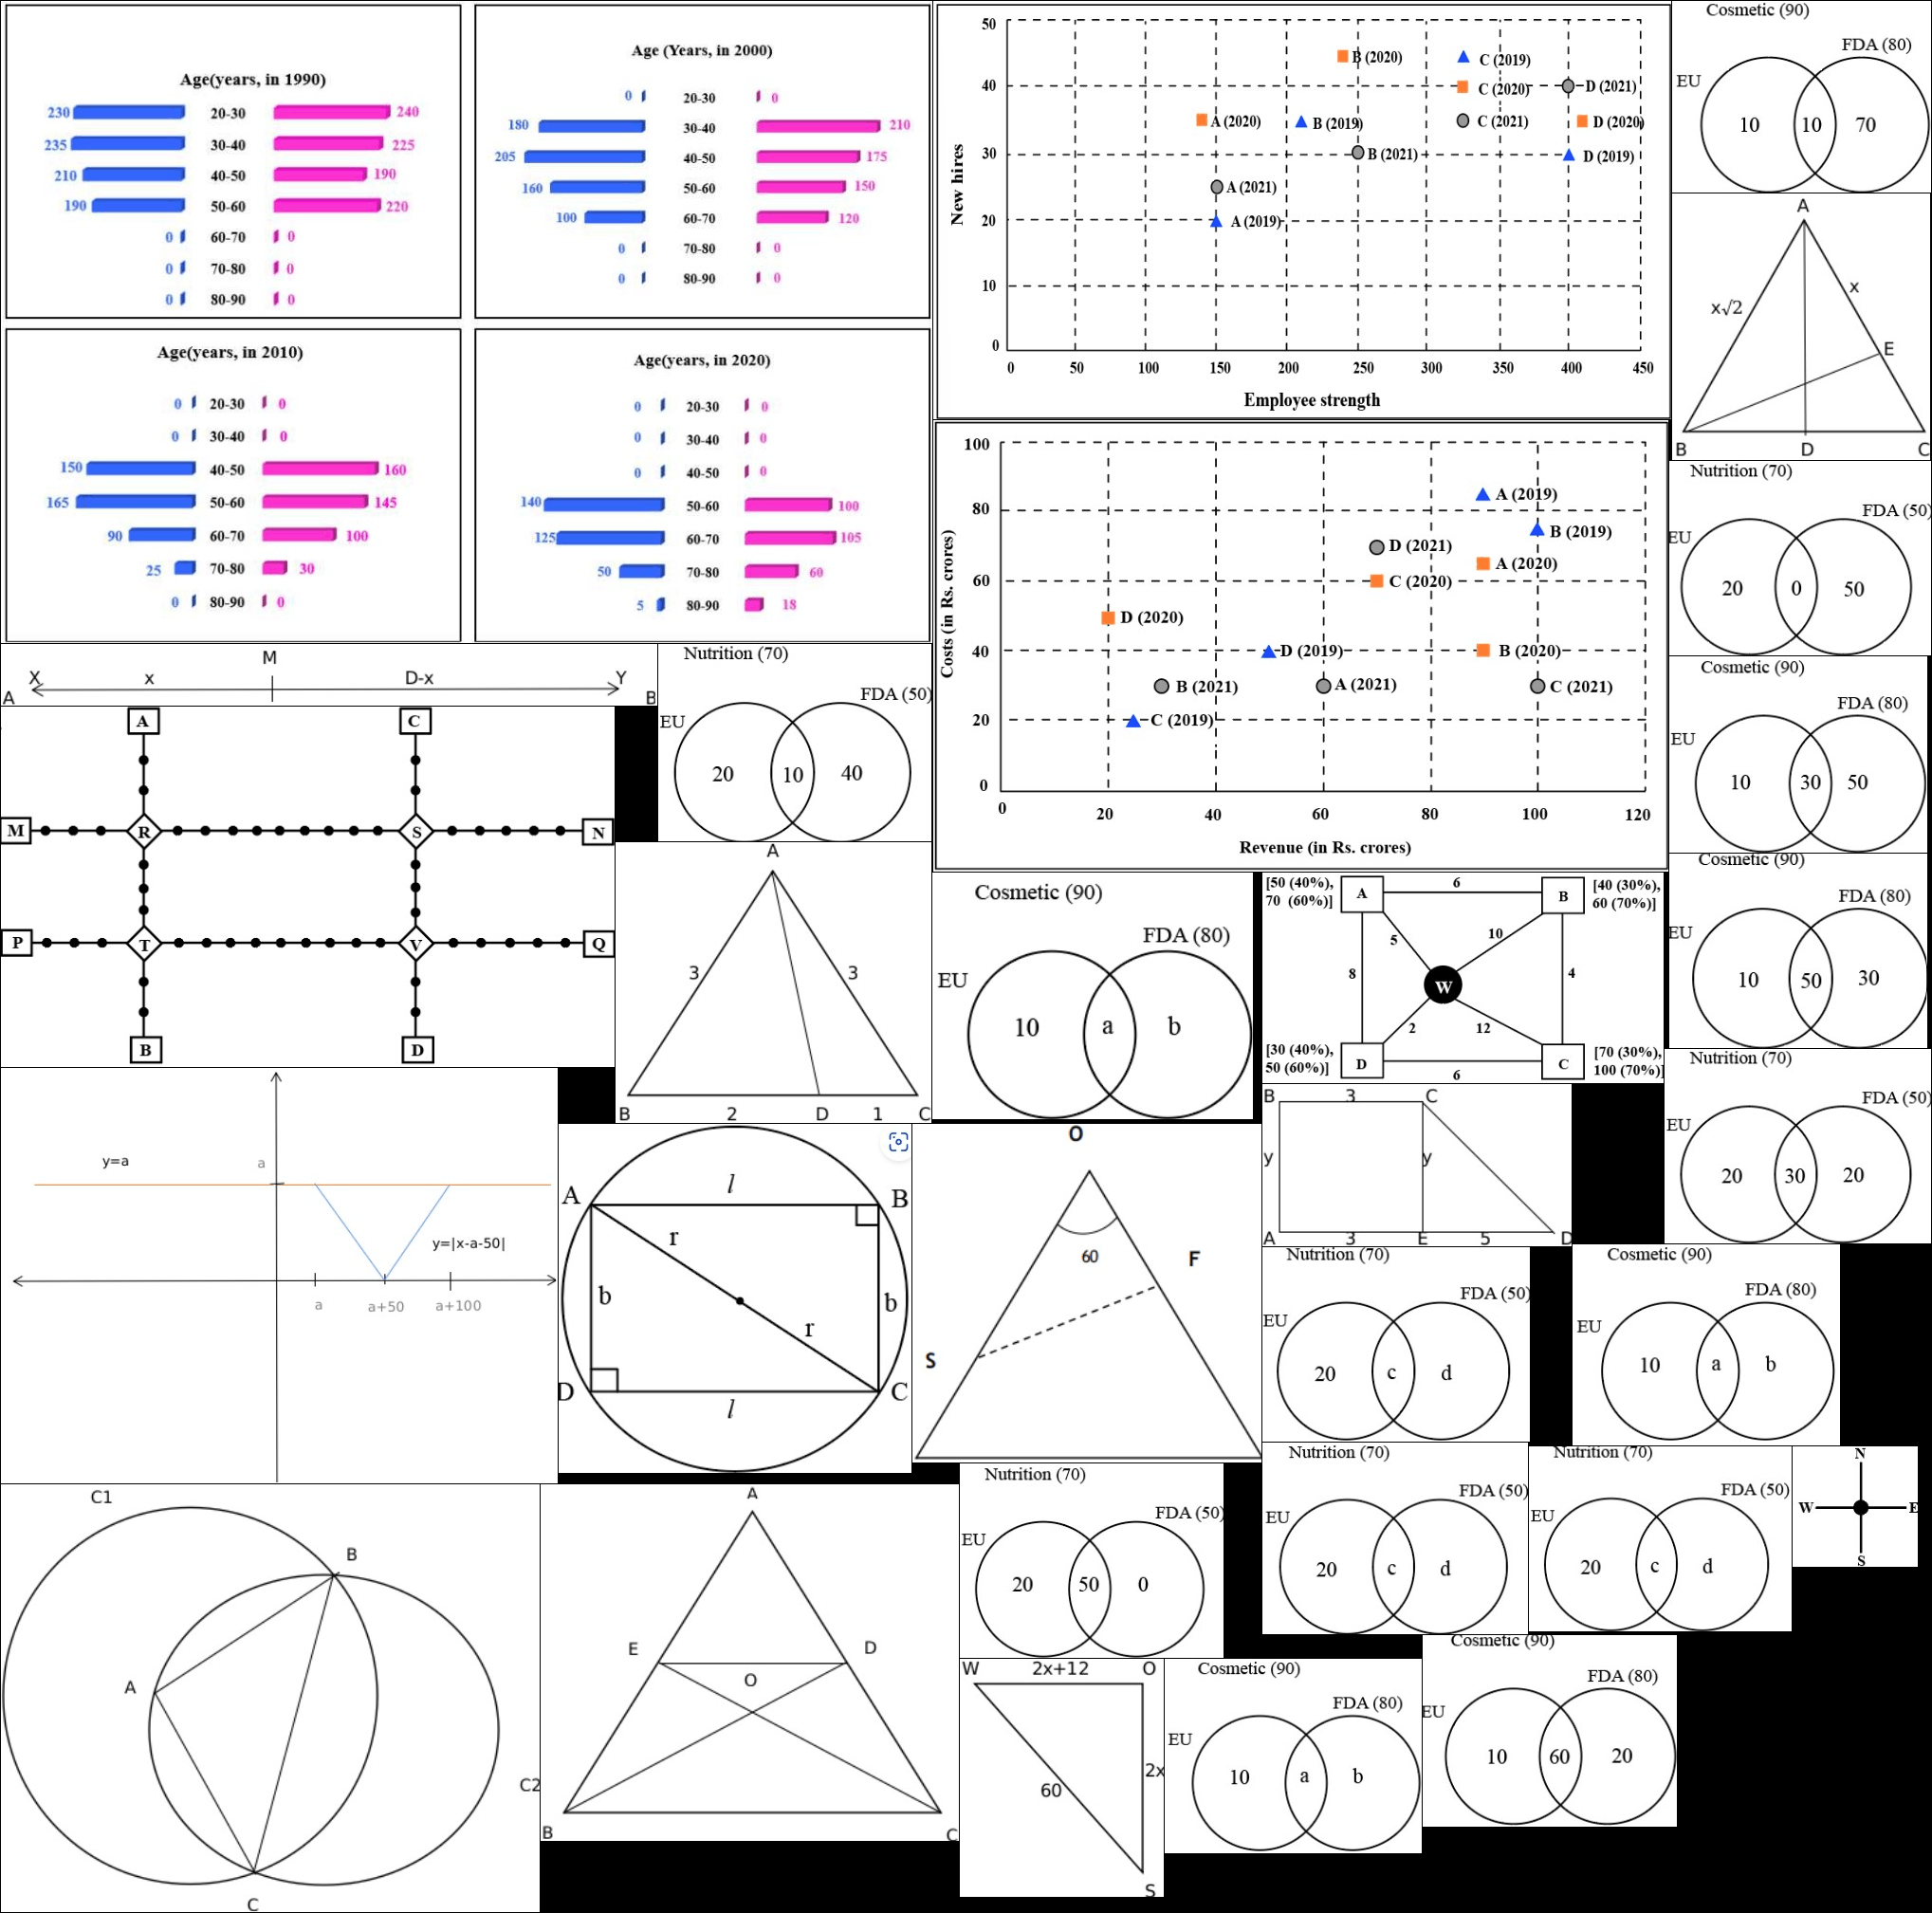 Age(years, in 1990)
230 20-30 240
235 30-40 225
210 40-50 190
190 50-60 220
0 60-70 0
0 70-80 0
0 80-90 0
Age (Years, in 2000)
0 20-30 0
180 30-40 210
205 40-50 175
160 50-60 150
100 60-70 120
0 70-80 0
0 80-90 0
Age(years, in 2010)
0 20-30 0
0 30-40 0
150 40-50 160
165 50-60 145
90 60-70 100
25 70-80 30
0 80-90 0
Age(years, in 2020)
0 20-30 0
0 30-40 0
0 40-50 0
140 50-60 100
125 60-70 105
50 70-80 60
5 80-90 18
New hires
50
40
30
20
10
0
B (2020)
C (2019)
C (2020)
D (2021)
A (2020)
B (2019)
C (2021)
D (2020)
B (2021)
D (2019)
A (2021)
A (2019)
0 50 100 150 200 250 300 350 400 450
Employee strength
Costs (in Rs. crores)
100
80
60
40
20
0
A (2019)
B (2019)
D (2021)
A (2020)
C (2020)
D (2020)
D (2019)
B (2020)
B (2021)
A (2021)
C (2021)
C (2019)
0 20 40 60 80 100 120
Revenue (in Rs. crores)
Cosmetic (90)
FDA (80)
EU
10 10 70
A
x√2
x
E
B D C
Nutrition (70)
FDA (50)
EU
20 0 50
Cosmetic (90)
FDA (80)
EU
10 30 50
Cosmetic (90)
FDA (80)
EU
10 50 30
Nutrition (70)
FDA (50)
EU
20 30 20
M
X x D-x Y
A B
A C
M R S N
P T V Q
B D
Nutrition (70)
FDA (50)
EU
20 10 40
A
3 3
B 2 D 1 C
Cosmetic (90)
FDA (80)
EU
10 a b
[50 (40%),
70 (60%)]
A 6 B
[40 (30%),
60 (70%)]
5 10
8 W 4
2 12
[30 (40%),
50 (60%)]
D 6 C
[70 (30%),
100 (70%)]
B 3 C
y y
A 3 E 5 D
y=a a
y=|x-a-50|
a a+50 a+100
A l B
r
b b
r
D l C
O
60
F
S
Nutrition (70)
FDA (50)
EU
20 c d
Cosmetic (90)
FDA (80)
EU
10 a b
Nutrition (70)
FDA (50)
EU
20 c d
Nutrition (70)
FDA (50)
EU
20 c d
N
W E
S
C1
B
A
C2
C
A
E D
O
B C
Nutrition (70)
FDA (50)
EU
20 50 0
W 2x+12 O
2x
60
S
Cosmetic (90)
FDA (80)
EU
10 a b
Cosmetic (90)
FDA (80)
EU
10 60 20